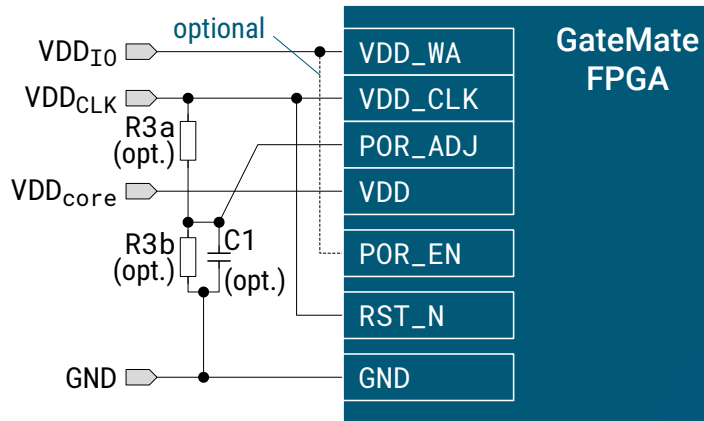 optional
VDDIO
VDD_WA
GateMate
FPGA
VDDCLK
VDD_CLK
R3a
(opt.)
POR_ADJ
VDDcore
VDD
R3b
(opt.)
C1
(opt.)
POR_EN
RST_N
GND
GND